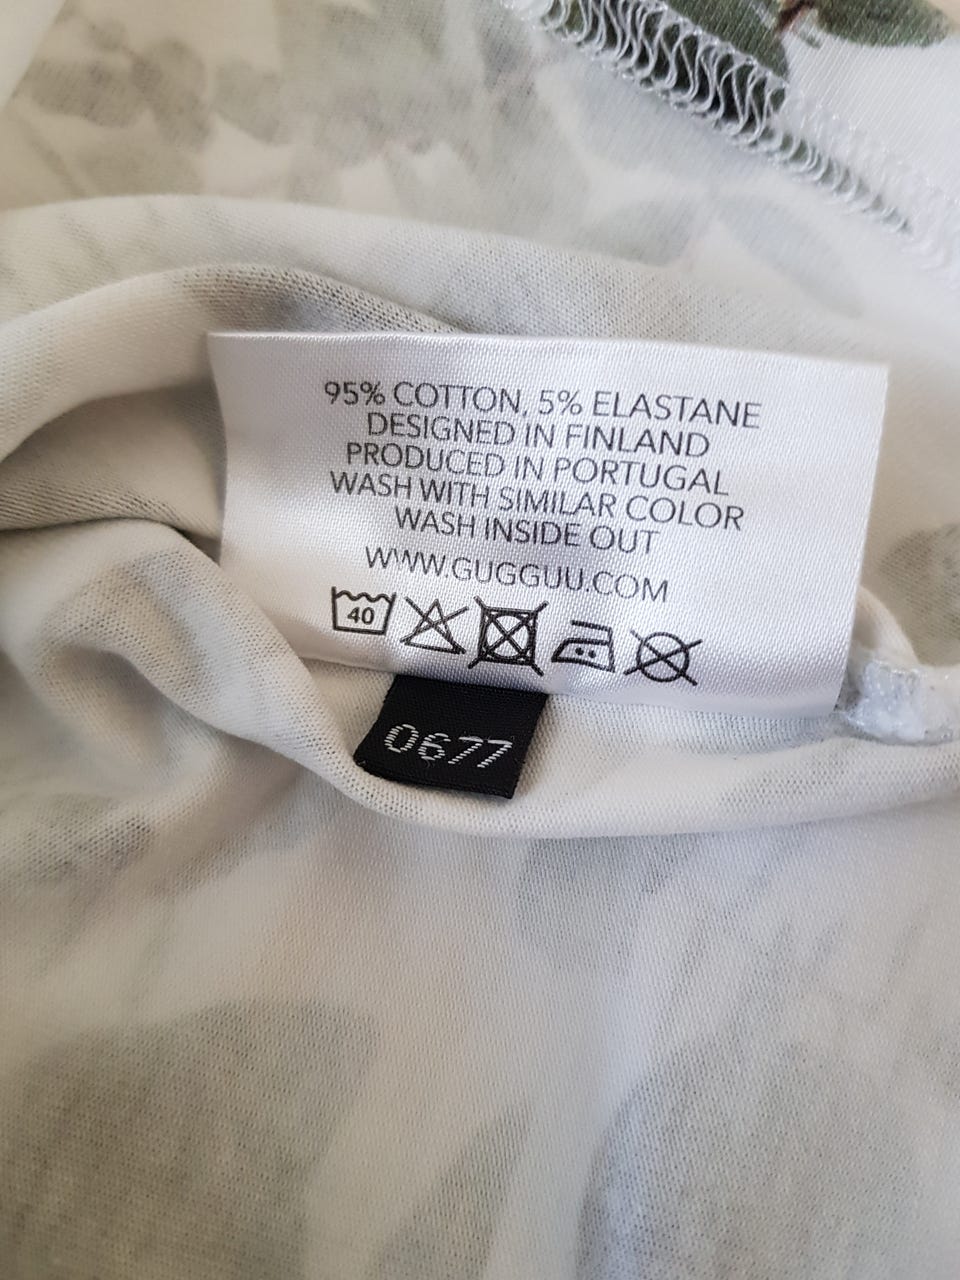 95% COTTON, 5% ELASTANE
DESIGNED IN FINLAND
PRODUCED IN PORTUGAL
WASH WITH SIMILAR COLOR
WASH INSIDE OUT
WWW.GUGGUU.COM
40
0677